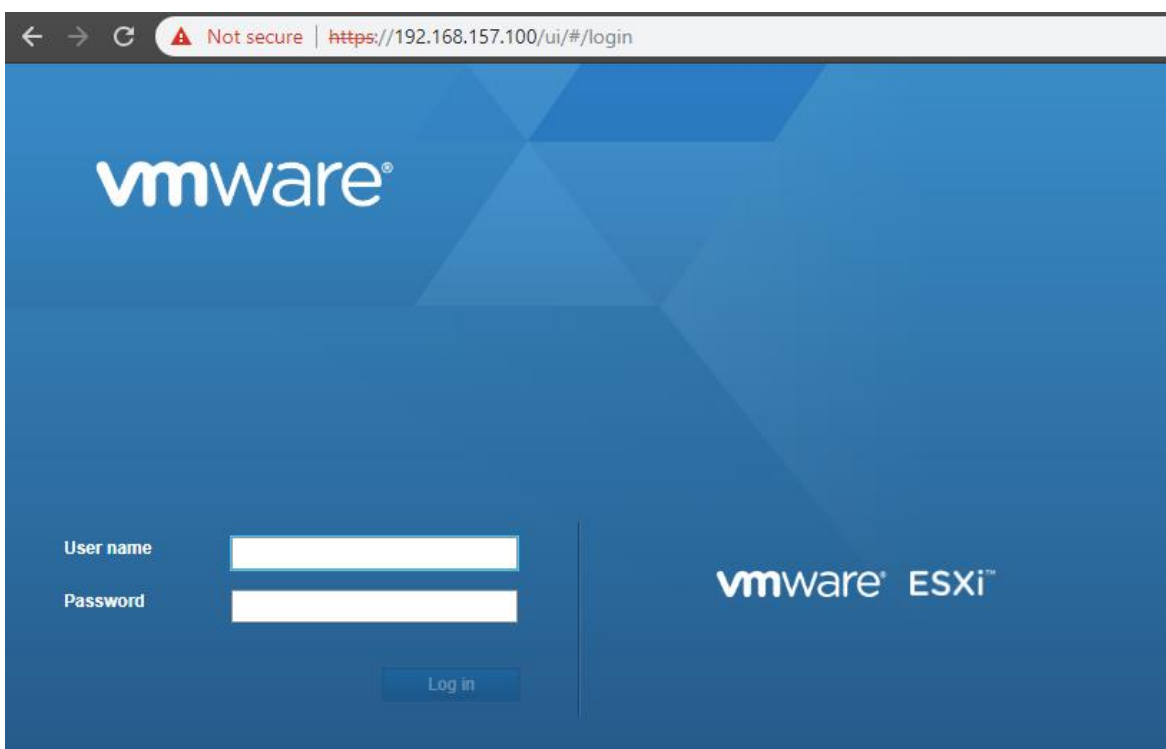 Not secure | https://192.168.157.100/ui/#/login
vmware®
User name
Password
vmware® ESXi™
Log in